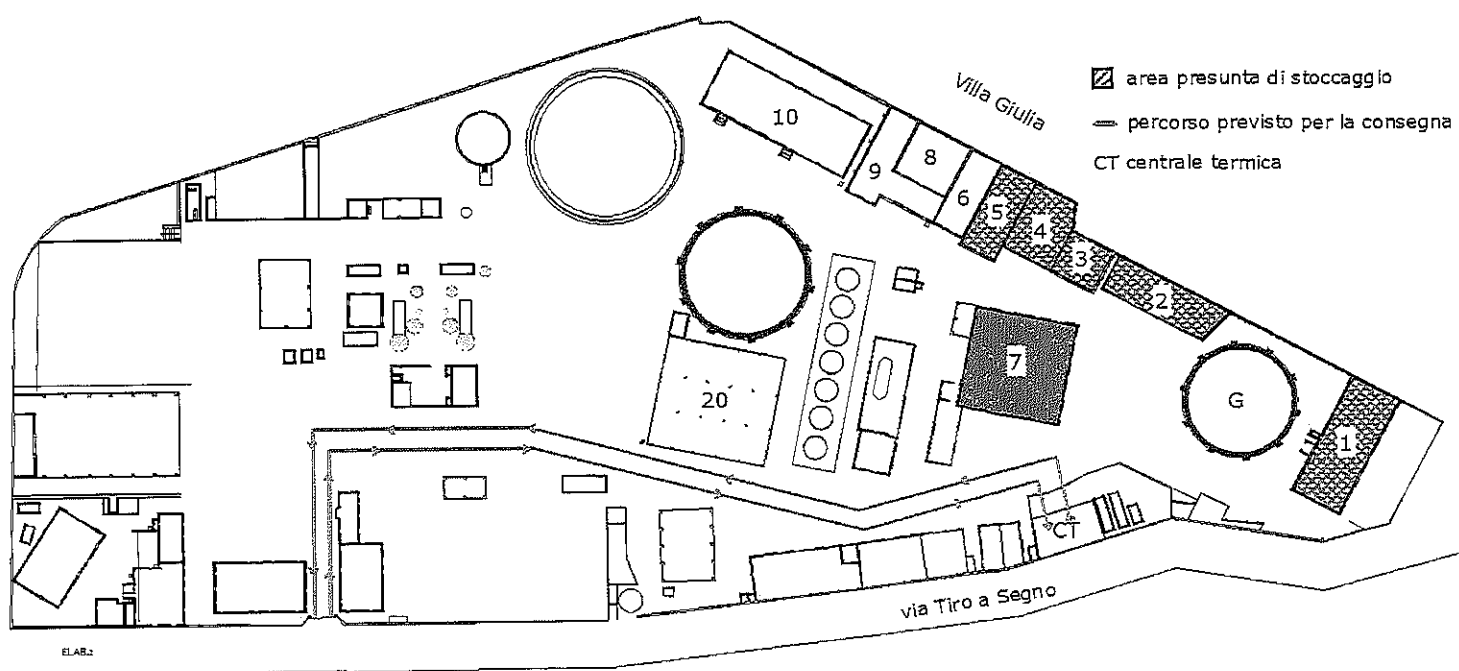 Villa Giulia
area presunta di stoccaggio
percorso previsto per la consegna
CT centrale termica
10
9
8
6
5
4
3
2
7
20
G
1
CT
via Tiro a Segno
ELAB.2